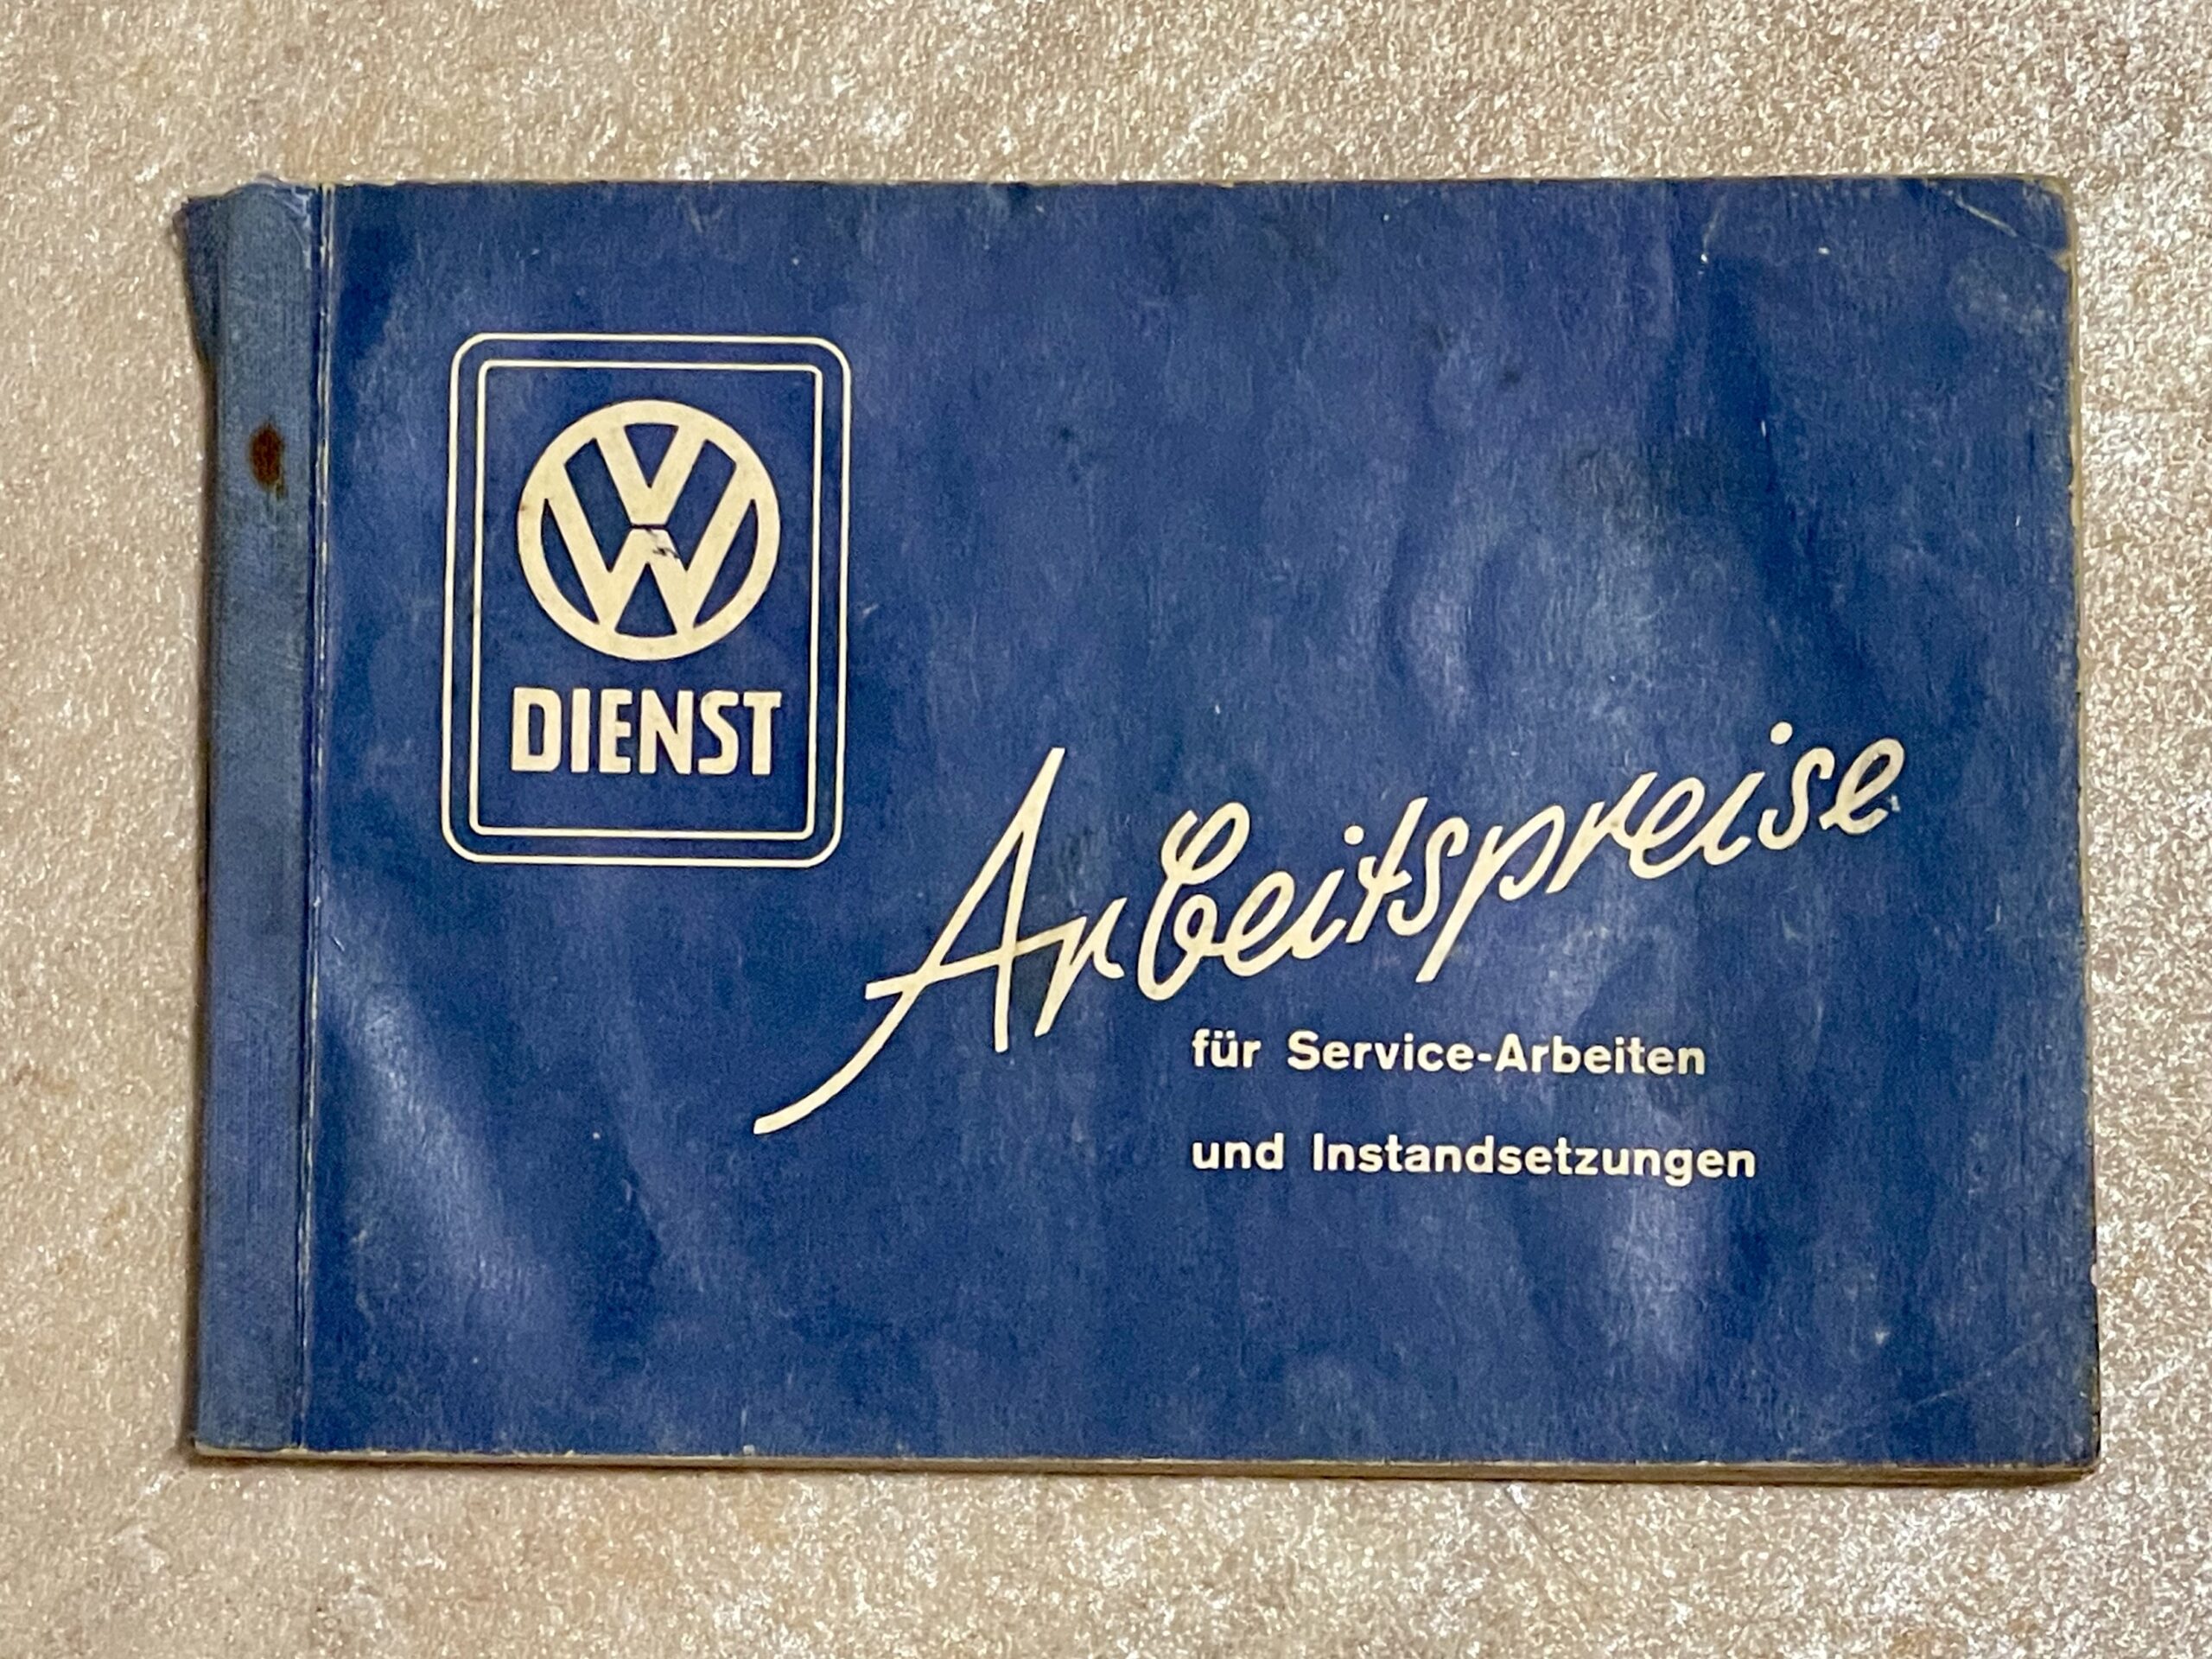 VW
DIENST
Arbeitspreise
für Service-Arbeiten
und Instandsetzungen